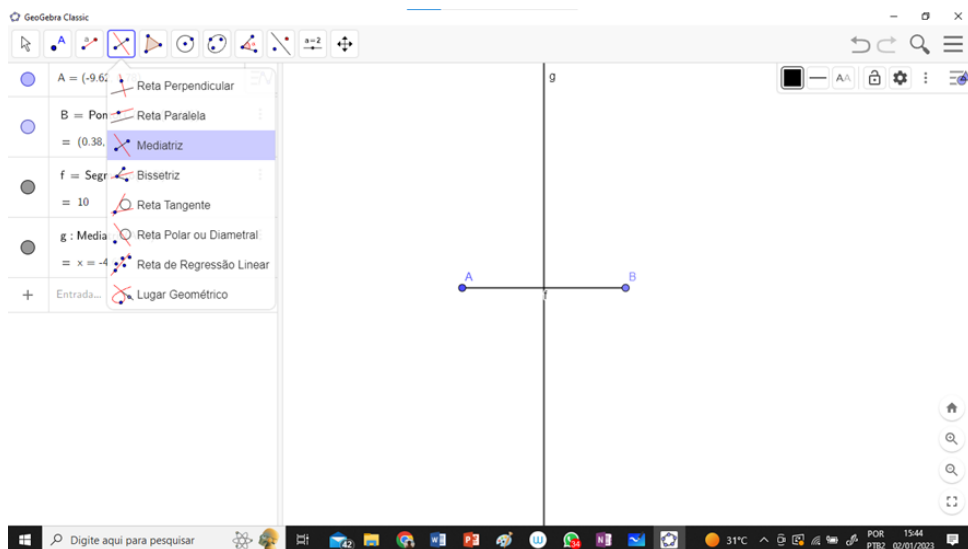 GeoGebra Classic
A a=2
A = (-9.62
B = Pon
= (0.38,
f = Segr
= 10
g : Media
= x = -4
Entrada...
Reta Perpendicular
Reta Paralela
Mediatriz
Bissetriz
Reta Tangente
Reta Polar ou Diametral
Reta de Regressão Linear
Lugar Geométrico
AA
g
A B
f
Digite aqui para pesquisar
42
31°C
POR
PTB2
15:44
02/01/2023